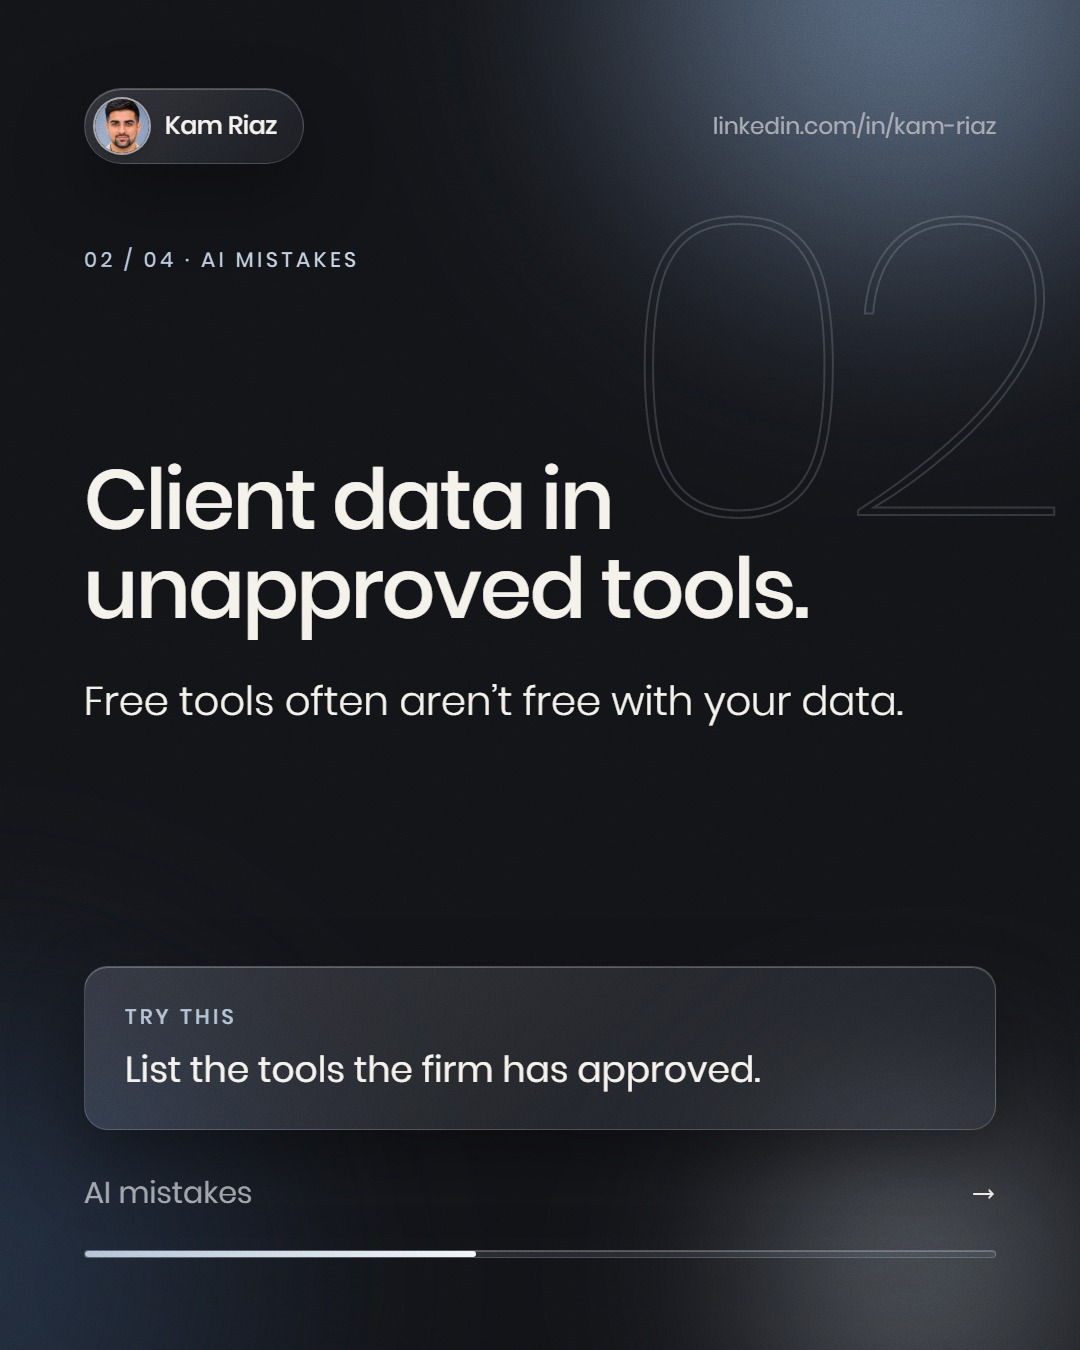 Kam Riaz
linkedin.com/in/kam-riaz
02 / 04 · AI MISTAKES
02
Client data in
unapproved tools.
Free tools often aren’t free with your data.
TRY THIS
List the tools the firm has approved.
AI mistakes →